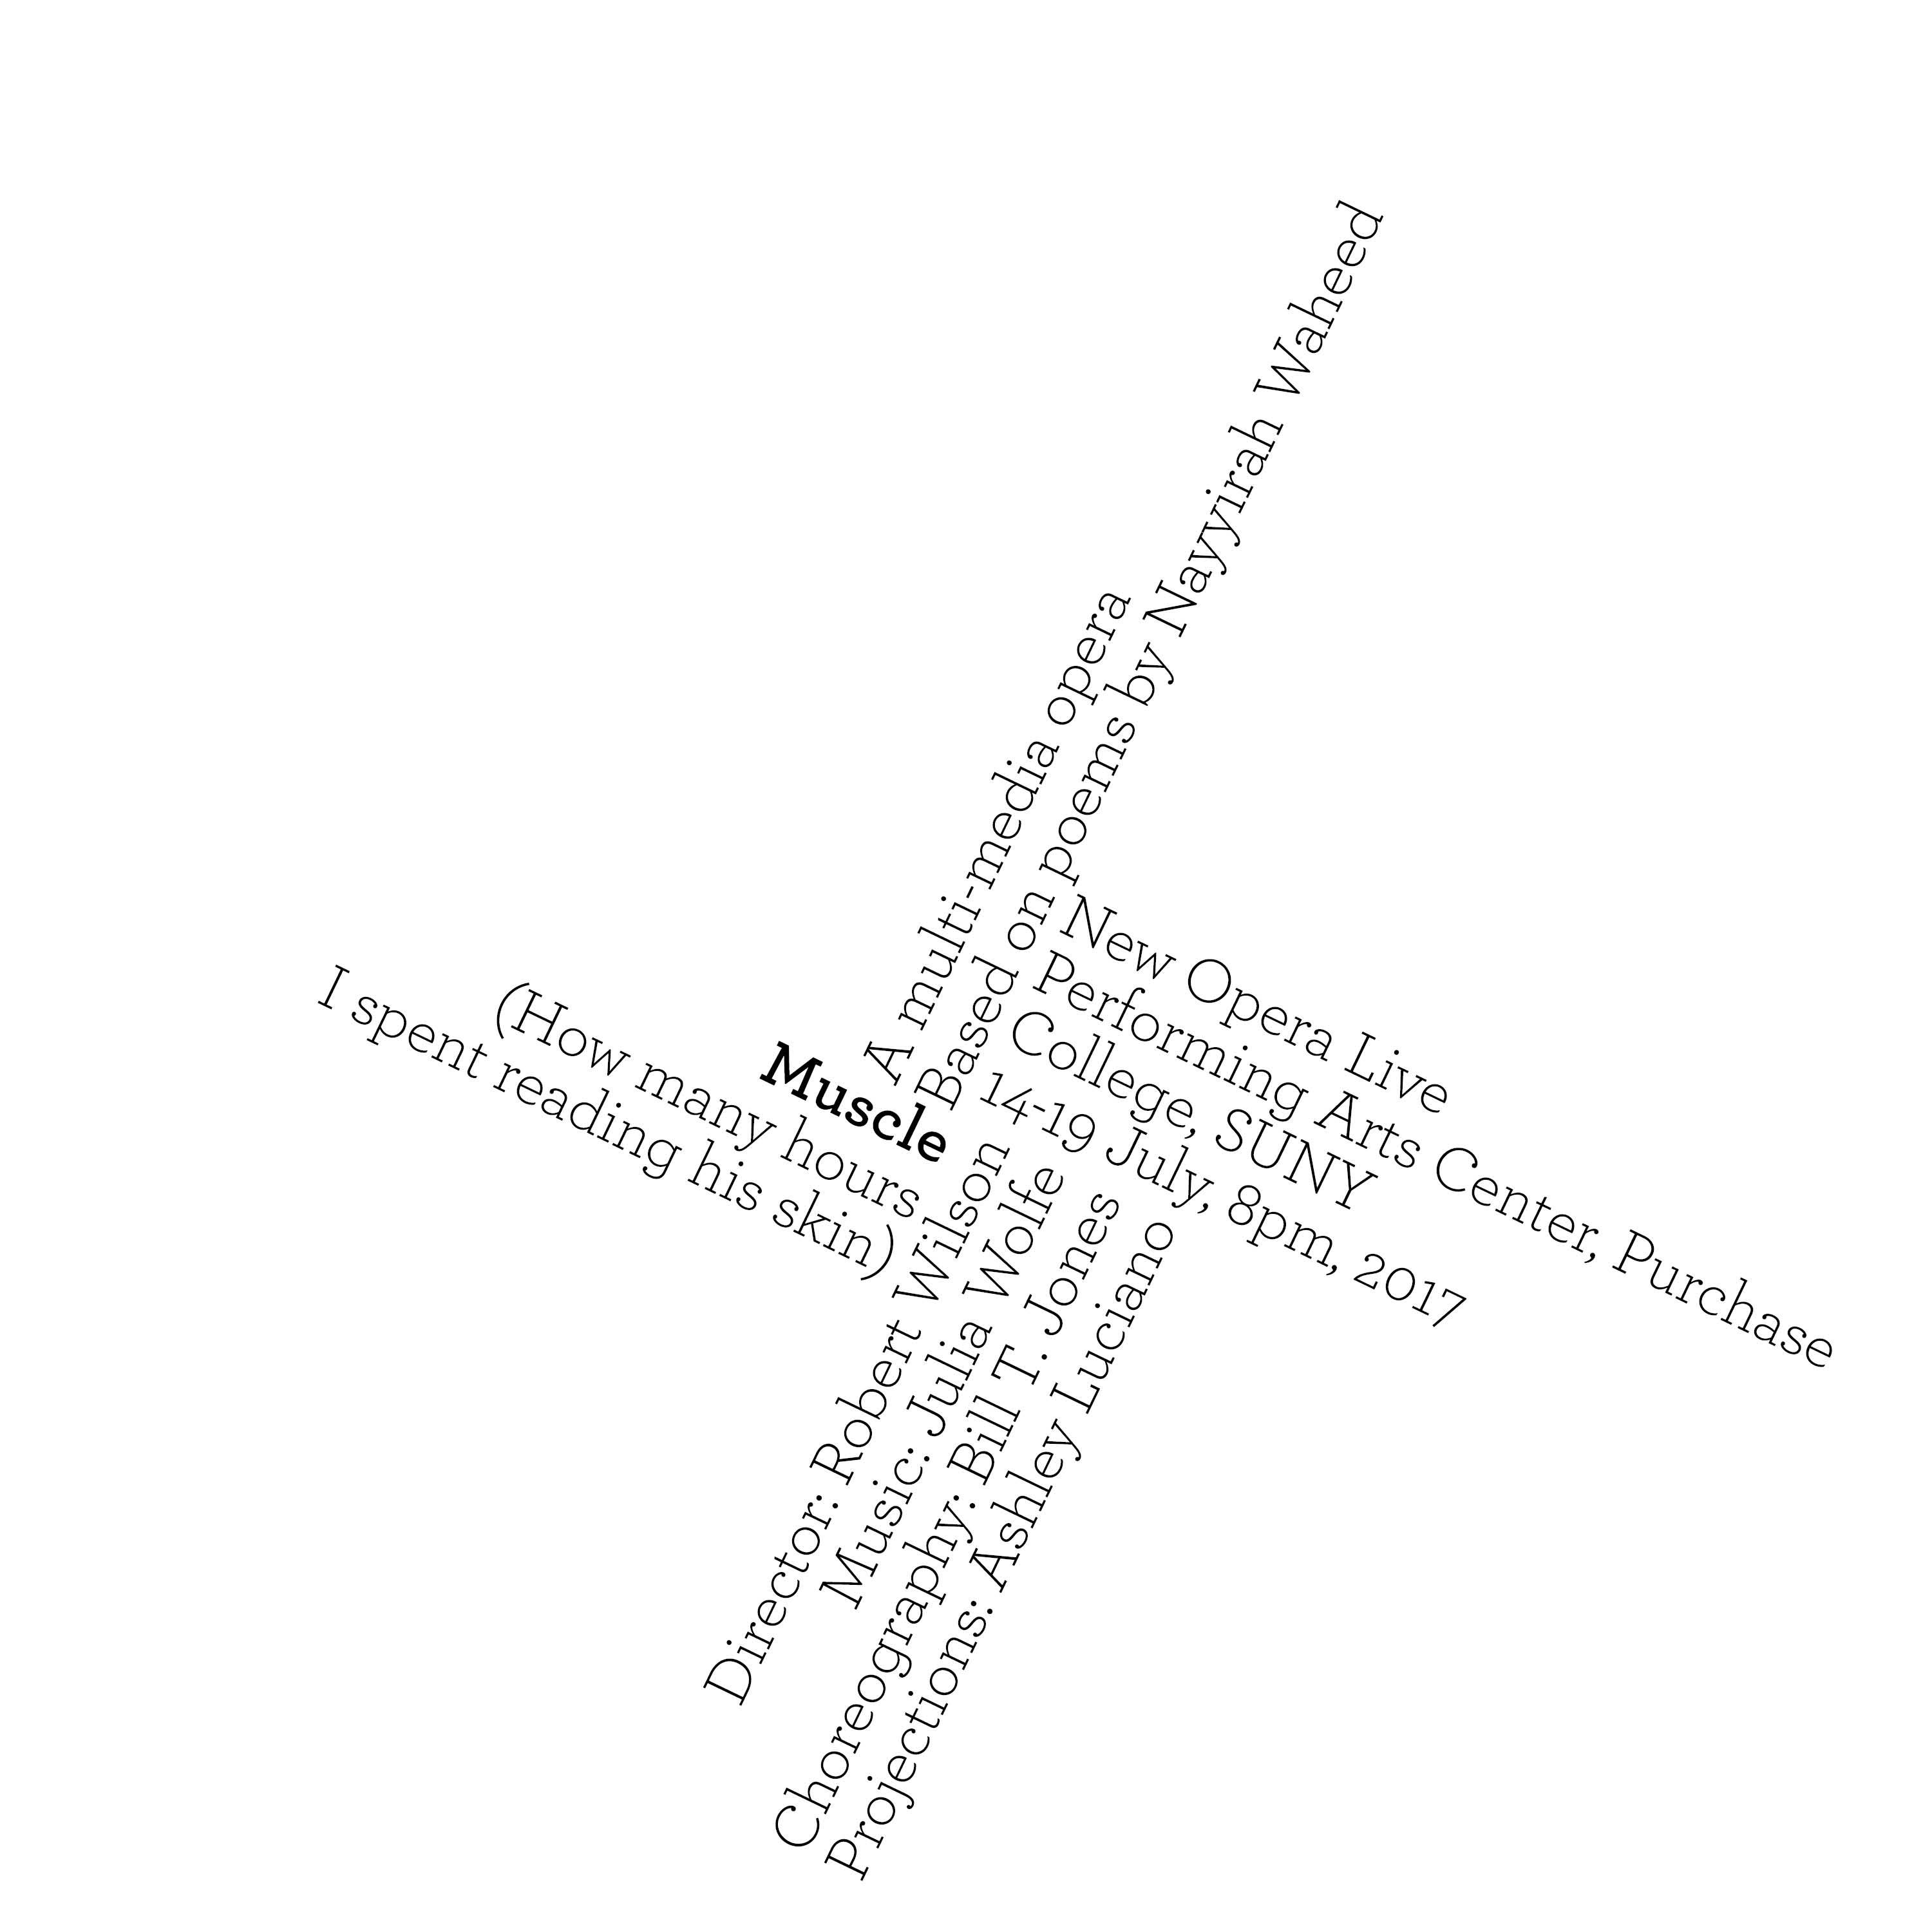 Muscle
(How many hours
I spent reading his skin)
A multi-media opera
Based on poems by Nayyirah Waheed
New Opera Live
Performing Arts Center, Purchase
College, SUNY
14-19 July, 8pm, 2017
Director: Robert Wilson
Music: Julia Wolfe
Choreography: Bill T. Jones
Projections: Ashley Luciano